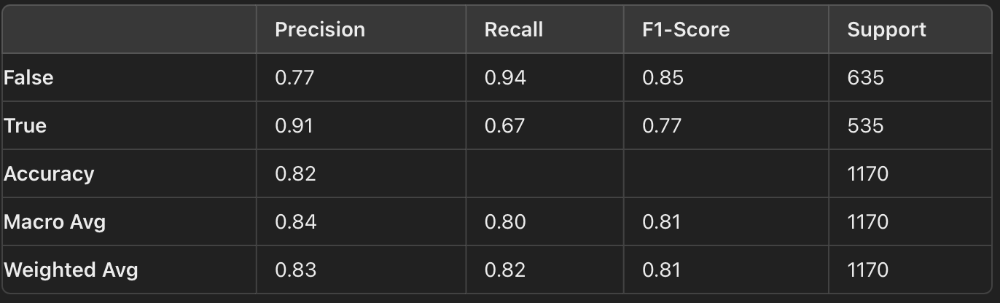 Precision Recall F1-Score Support
False 0.77 0.94 0.85 635
True 0.91 0.67 0.77 535
Accuracy 0.82 1170
Macro Avg 0.84 0.80 0.81 1170
Weighted Avg 0.83 0.82 0.81 1170